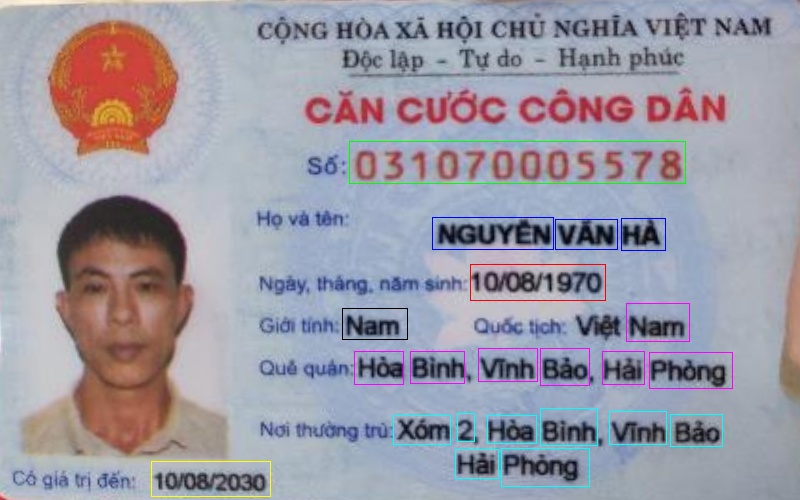 CỘNG HÒA XÃ HỘI CHỦ NGHĨA VIỆT NAM
Độc lập - Tự do - Hạnh phúc
CĂN CƯỚC CÔNG DÂN
Số: 031070005578
Họ và tên:
NGUYỄN VĂN HÀ
Ngày, tháng, năm sinh: 10/08/1970
Giới tính: Nam Quốc tịch: Việt Nam
Quê quán: Hòa Bình, Vĩnh Bảo, Hải Phòng
Nơi thường trú: Xóm 2, Hòa Bình, Vĩnh Bảo
Hải Phòng
Có giá trị đến: 10/08/2030